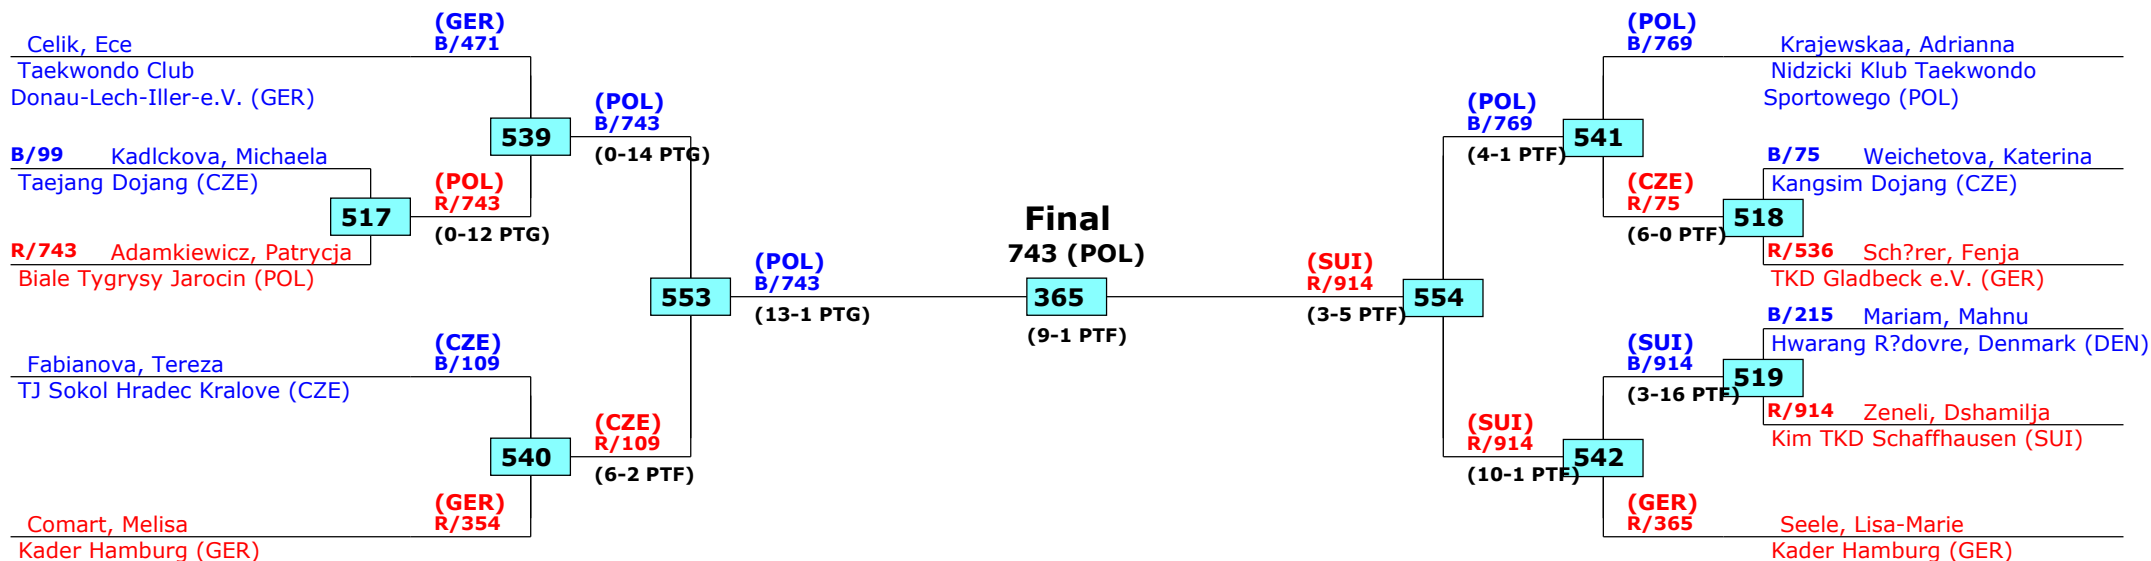 (GER)
B/471
Celik, Ece
Taekwondo Club
Donau-Lech-Iller-e.V. (GER)
539
(POL)
B/743
(0-14 PTG)
B/99 Kadlckova, Michaela
Taejang Dojang (CZE)
517
(POL)
R/743
(0-12 PTG)
R/743 Adamkiewicz, Patrycja
Biale Tygrysy Jarocin (POL)
553
(POL)
B/743
(13-1 PTG)
(CZE)
B/109
Fabianova, Tereza
TJ Sokol Hradec Kralove (CZE)
540
(CZE)
R/109
(6-2 PTF)
(GER)
R/354
Comart, Melisa
Kader Hamburg (GER)
Final
743 (POL)
365
(9-1 PTF)
(SUI)
R/914
(3-5 PTF)
554
(POL)
B/769
(4-1 PTF)
541
(POL)
B/769
Krajewskaa, Adrianna
Nidzicki Klub Taekwondo
Sportowego (POL)
(CZE)
R/75
(6-0 PTF)
518
B/75 Weichetova, Katerina
Kangsim Dojang (CZE)
R/536 Sch?rer, Fenja
TKD Gladbeck e.V. (GER)
(SUI)
R/914
(10-1 PTF)
542
(SUI)
B/914
(3-16 PTF)
519
B/215 Mariam, Mahnu
Hwarang R?dovre, Denmark (DEN)
R/914 Zeneli, Dshamilja
Kim TKD Schaffhausen (SUI)
(GER)
R/365
Seele, Lisa-Marie
Kader Hamburg (GER)